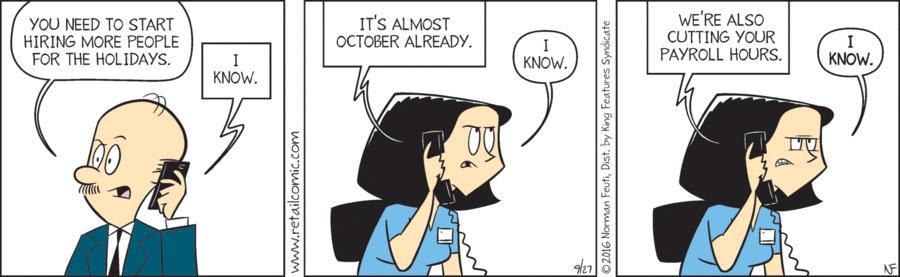 YOU NEED TO START
HIRING MORE PEOPLE
FOR THE HOLIDAYS.
I
KNOW.
www.retailcomic.com
IT'S ALMOST
OCTOBER ALREADY.
I
KNOW.
9/27
© 2016 Norman Feuti, Dist. by King Features Syndicate
WE'RE ALSO
CUTTING YOUR
PAYROLL HOURS.
I
KNOW.
NF